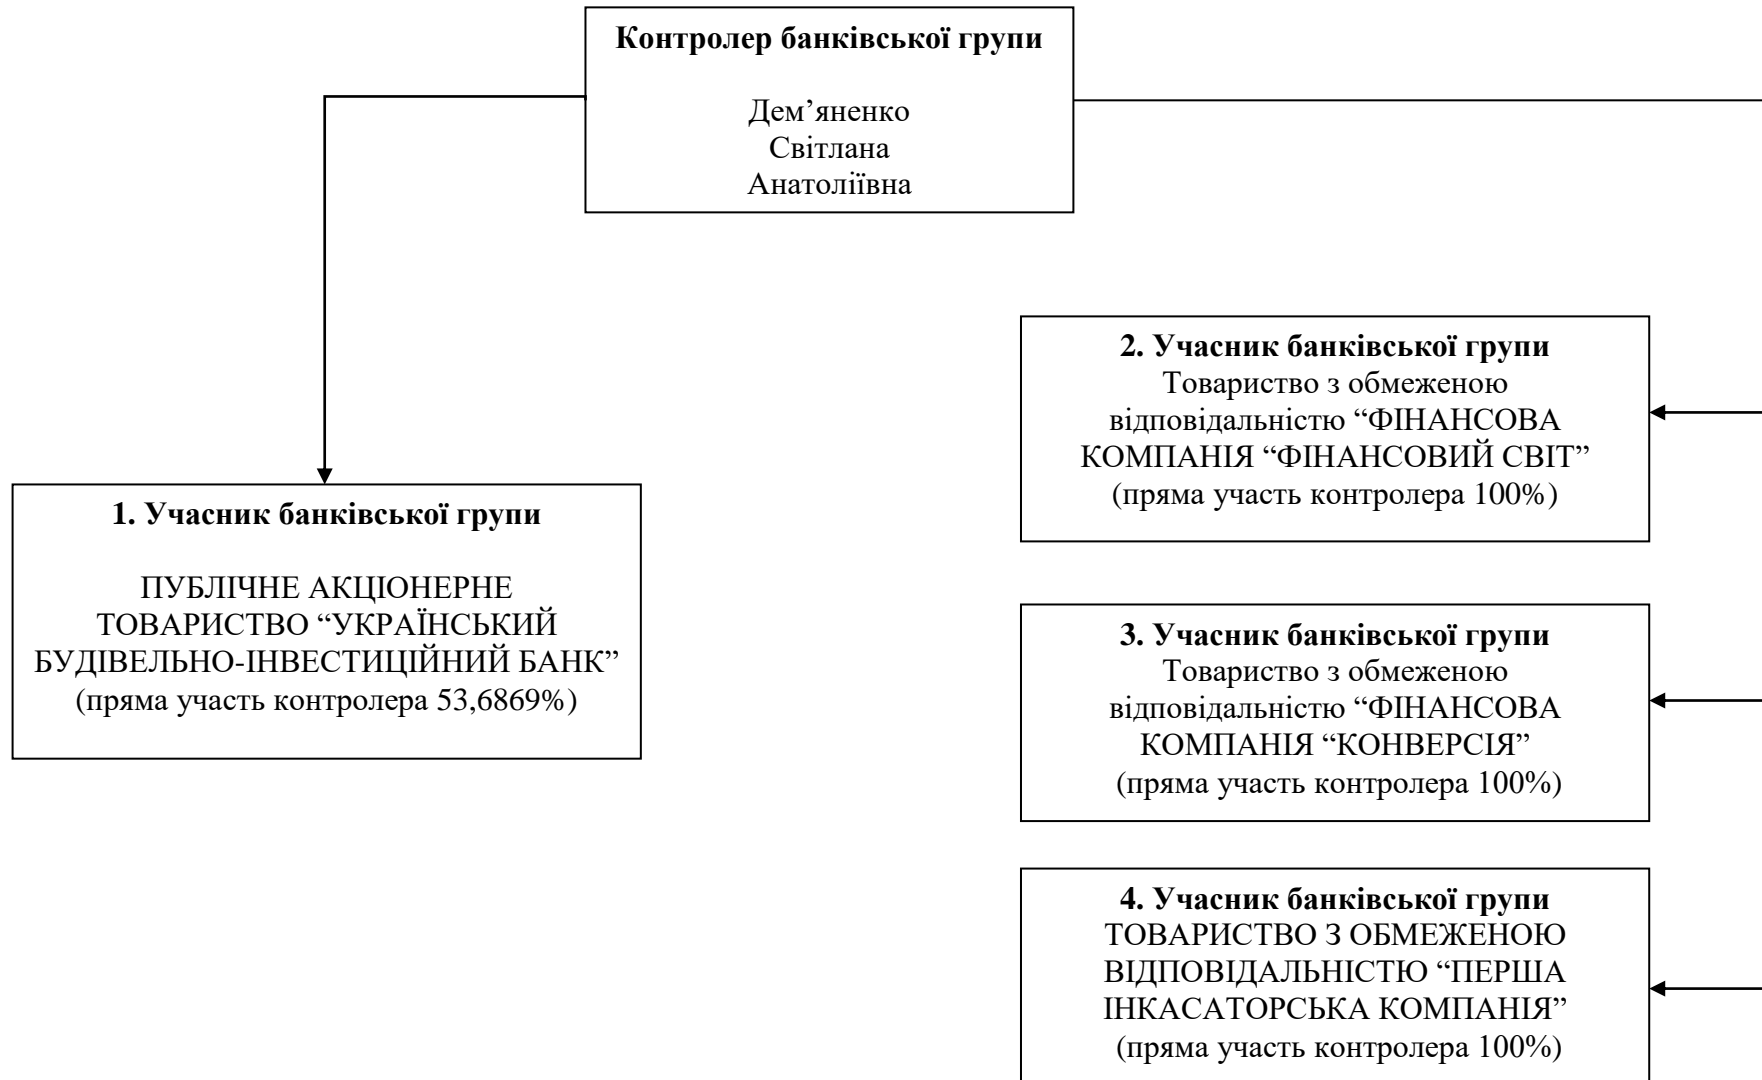 Контролер банківської групи
Дем’яненко
Світлана
Анатоліївна
1. Учасник банківської групи
ПУБЛІЧНЕ АКЦІОНЕРНЕ
ТОВАРИСТВО “УКРАЇНСЬКИЙ
БУДІВЕЛЬНО-ІНВЕСТИЦІЙНИЙ БАНК”
(пряма участь контролера 53,6869%)
2. Учасник банківської групи
Товариство з обмеженою
відповідальністю “ФІНАНСОВА
КОМПАНІЯ “ФІНАНСОВИЙ СВІТ”
(пряма участь контролера 100%)
3. Учасник банківської групи
Товариство з обмеженою
відповідальністю “ФІНАНСОВА
КОМПАНІЯ “КОНВЕРСІЯ”
(пряма участь контролера 100%)
4. Учасник банківської групи
ТОВАРИСТВО З ОБМЕЖЕНОЮ
ВІДПОВІДАЛЬНІСТЮ “ПЕРША
ІНКАСАТОРСЬКА КОМПАНІЯ”
(пряма участь контролера 100%)